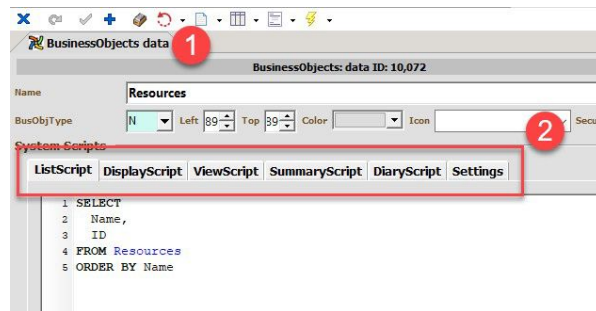 BusinessObjects data
1
BusinessObjects: data ID: 10,072
Name Resources
BusObjType N Left 89 Top 89 Color Icon Secu
2
System Scripts
ListScript DisplayScript ViewScript SummaryScript DiaryScript Settings
1 SELECT
2 Name,
3 ID
4 FROM Resources
5 ORDER BY Name